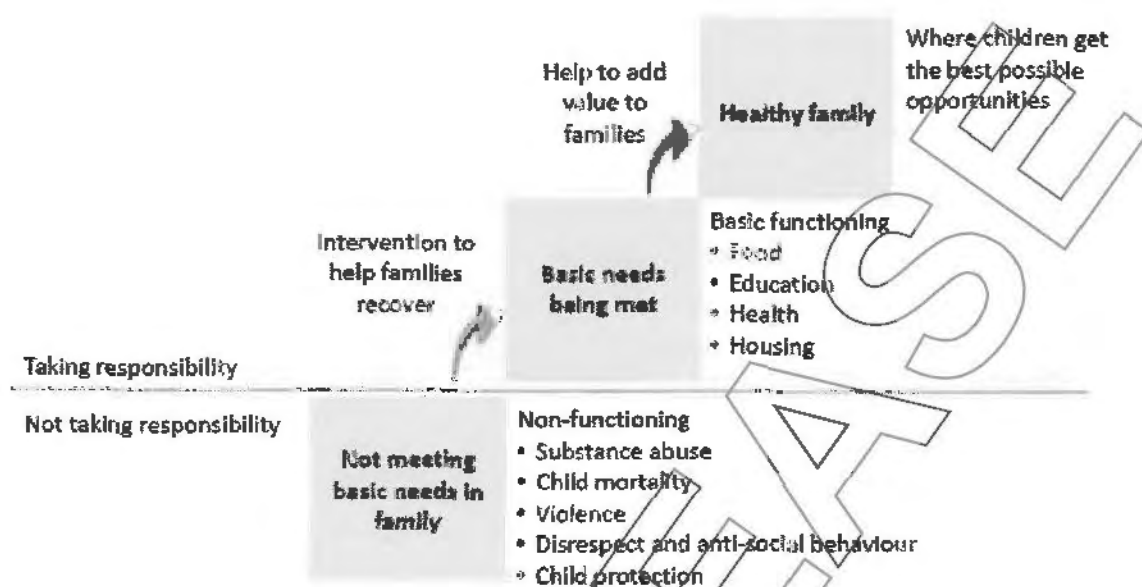 Where children get
the best possible
opportunities
Help to add
value to
families
Healthy family
Intervention to
help families
recover
Basic needs
being met
Basic functioning
• Food
• Education
• Health
• Housing
Taking responsibility
Not taking responsibility
Not meeting
basic needs in
family
Non-functioning
• Substance abuse
• Child mortality
• Violence
• Disrespect and anti-social behaviour
• Child protection
EASE